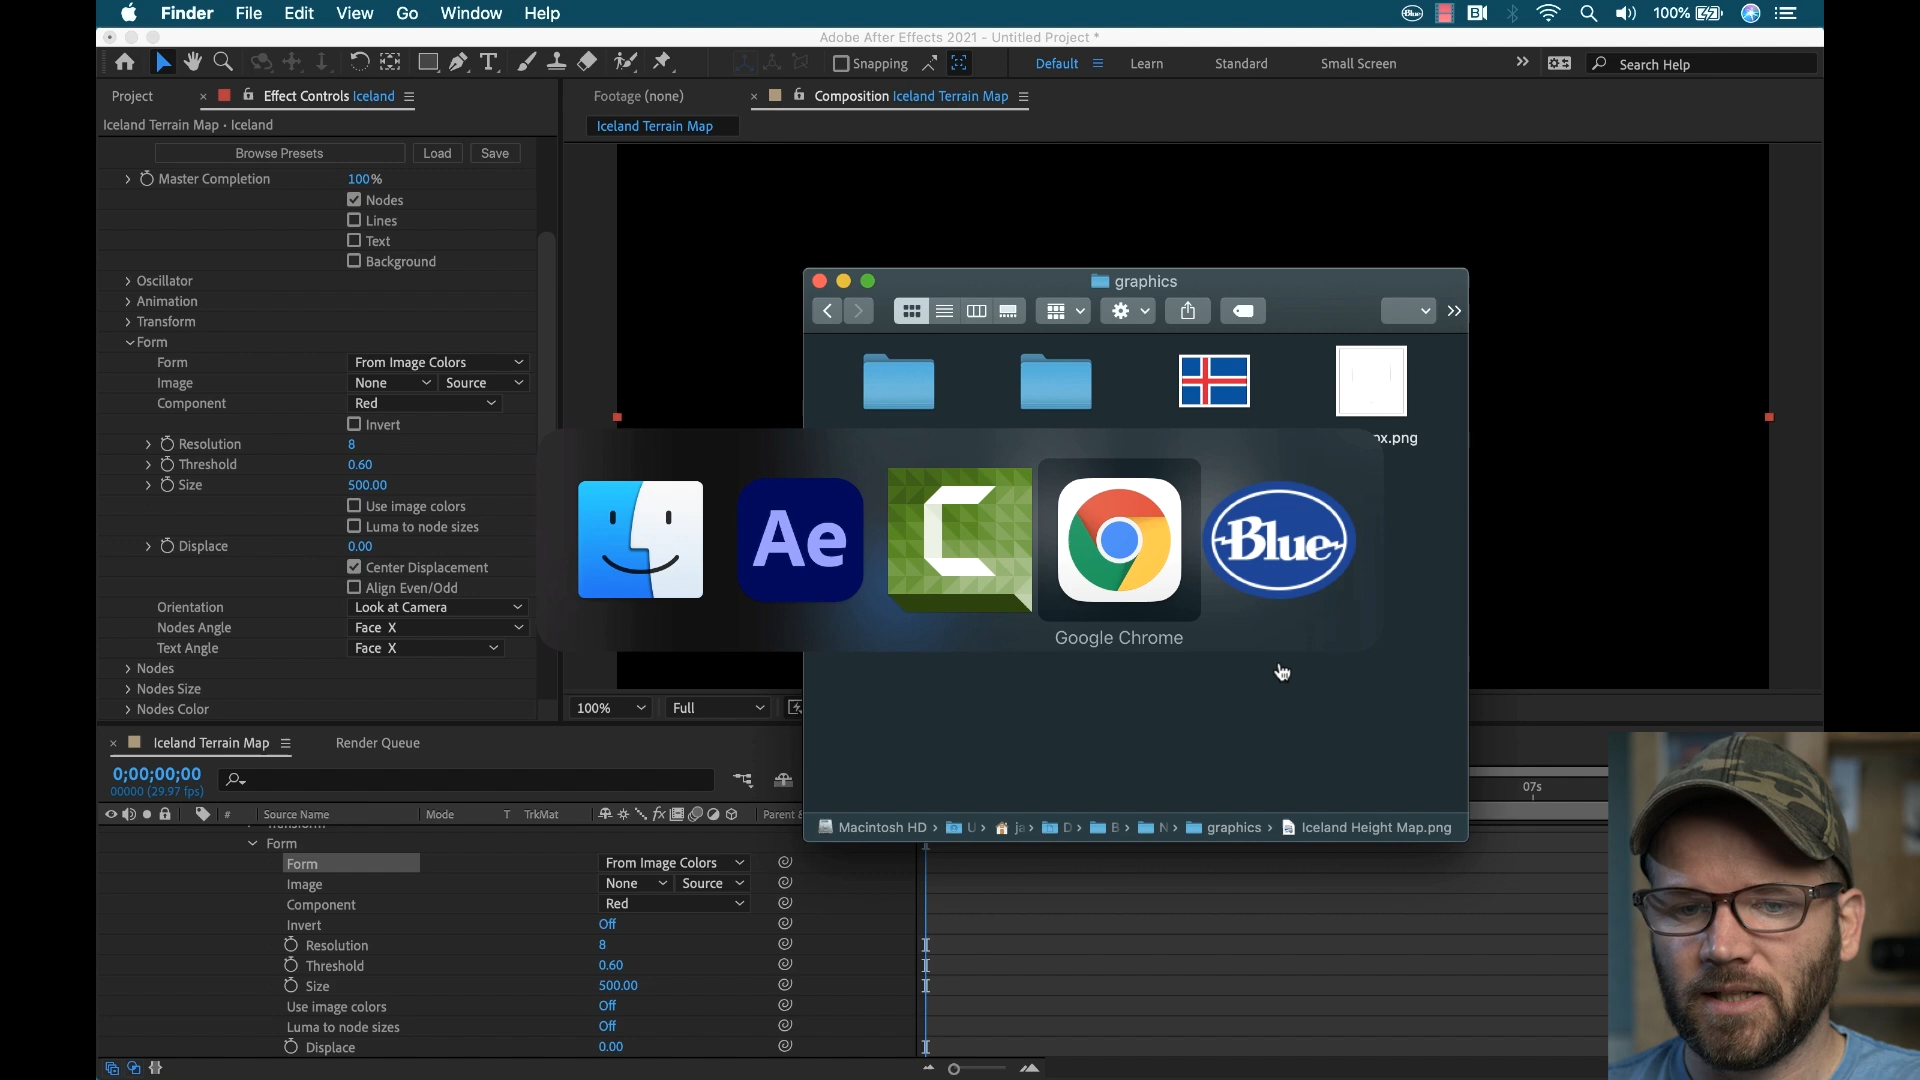 Finder File Edit View Go Window Help
Blue
100%
Adobe After Effects 2021 - Untitled Project *
Snapping
Default
Learn
Standard
Small Screen
Search Help
Project
Effect Controls Iceland
Footage (none)
Composition Iceland Terrain Map
Iceland Terrain Map • Iceland
Iceland Terrain Map
Browse Presets
Load
Save
Master Completion
100%
Nodes
Lines
Text
Background
Oscillator
Animation
Transform
Form
Form
From Image Colors
Image
None
Source
Component
Red
Invert
Resolution
8
Threshold
0.60
Size
500.00
Use image colors
Luma to node sizes
Displace
0.00
Center Displacement
Align Even/Odd
Orientation
Look at Camera
Nodes Angle
Face X
Text Angle
Face X
Nodes
Nodes Size
Nodes Color
graphics
ox.png
Ae
C
Blue
Google Chrome
100%
Full
Macintosh HD › U › ja › D › B › N › graphics › Iceland Height Map.png
Iceland Terrain Map
Render Queue
0;00;00;00
00000 (29.97 fps)
07s
#
Source Name
Mode
T TrkMat
fx
Parent &
Form
Form
From Image Colors
Image
None
Source
Component
Red
Invert
Off
Resolution
8
Threshold
0.60
Size
500.00
Use image colors
Off
Luma to node sizes
Off
Displace
0.00